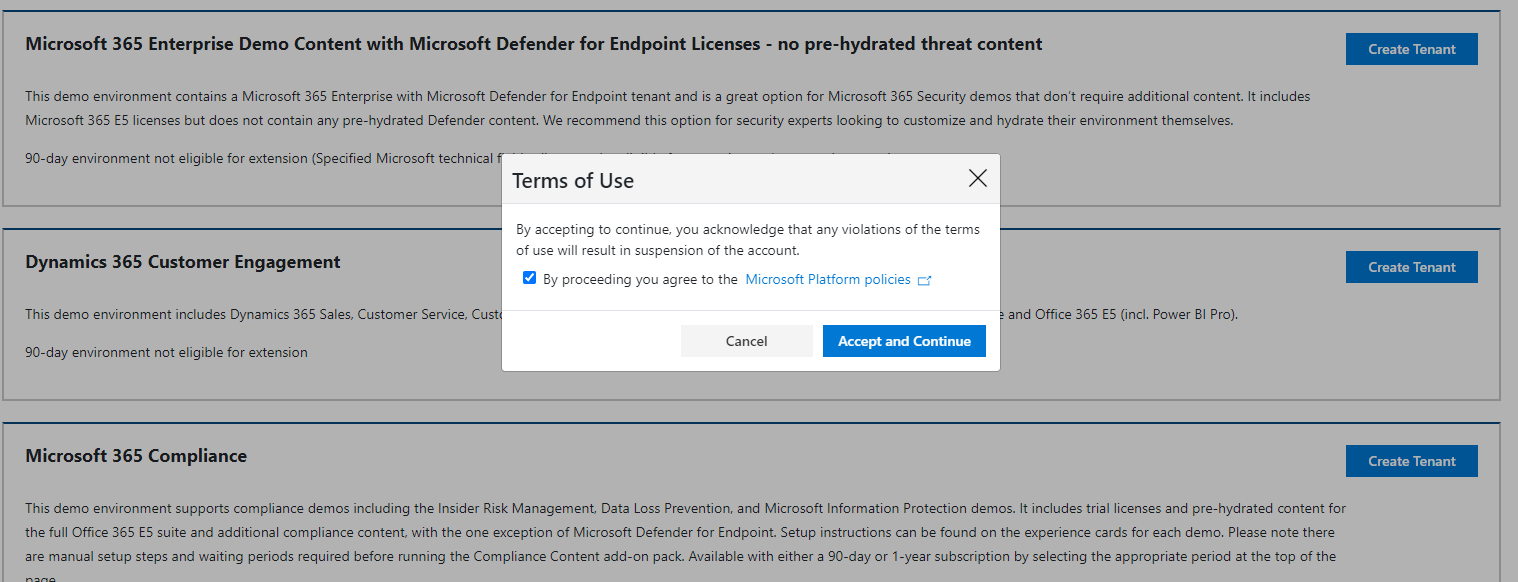 Microsoft 365 Enterprise Demo Content with Microsoft Defender for Endpoint Licenses - no pre-hydrated threat content
Create Tenant
This demo environment contains a Microsoft 365 Enterprise with Microsoft Defender for Endpoint tenant and is a great option for Microsoft 365 Security demos that don't require additional content. It includes
Microsoft 365 E5 licenses but does not contain any pre-hydrated Defender content. We recommend this option for security experts looking to customize and hydrate their environment themselves.
90-day environment not eligible for extension (Specified Microsoft technical
Terms of Use
By accepting to continue, you acknowledge that any violations of the terms
of use will result in suspension of the account.
By proceeding you agree to the Microsoft Platform policies
Cancel
Accept and Continue
Dynamics 365 Customer Engagement
Create Tenant
This demo environment includes Dynamics 365 Sales, Customer Service, and Office 365 E5 (incl. Power BI Pro).
90-day environment not eligible for extension
Microsoft 365 Compliance
Create Tenant
This demo environment supports compliance demos including the Insider Risk Management, Data Loss Prevention, and Microsoft Information Protection demos. It includes trial licenses and pre-hydrated content for
the full Office 365 E5 suite and additional compliance content, with the one exception of Microsoft Defender for Endpoint. Setup instructions can be found on the experience cards for each demo. Please note there
are manual setup steps and waiting periods required before running the Compliance Content add-on pack. Available with either a 90-day or 1-year subscription by selecting the appropriate period at the top of the
page.